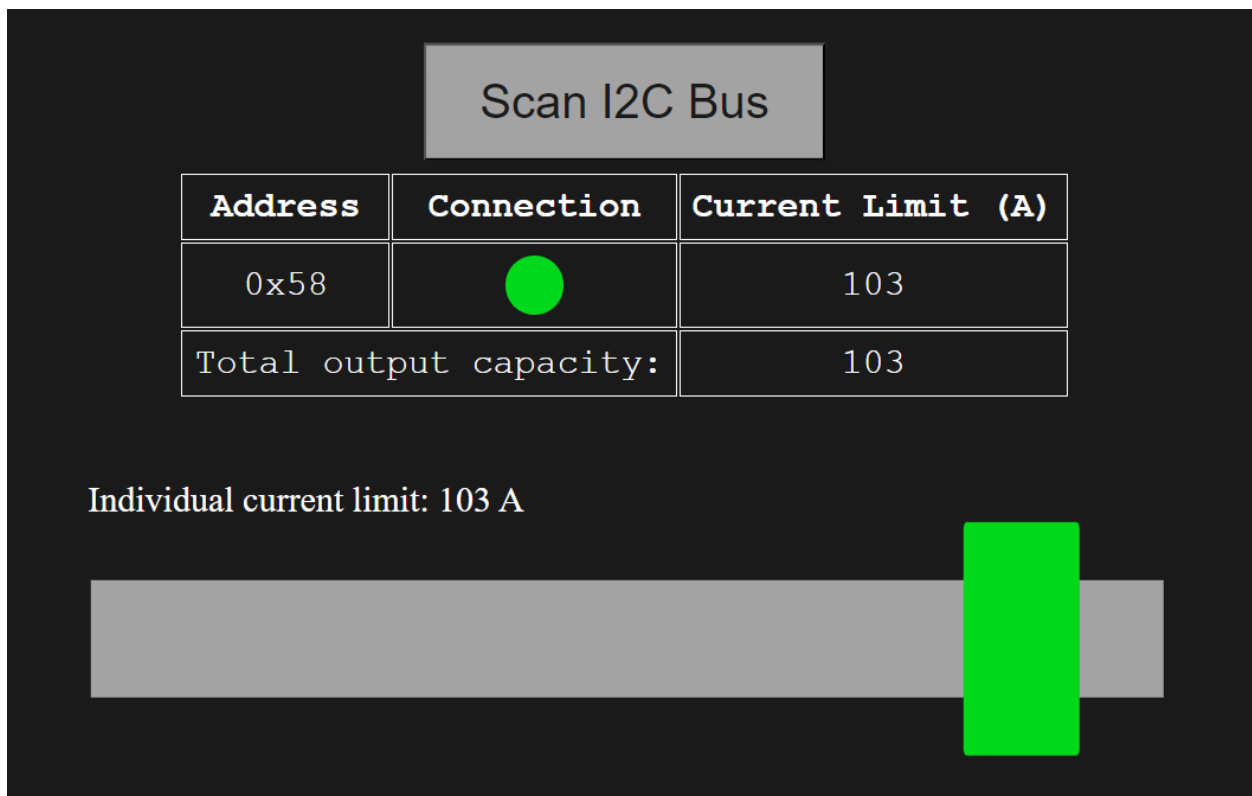 Scan I2C Bus
Address Connection Current Limit (A)
0x58 103
Total output capacity: 103
Individual current limit: 103 A